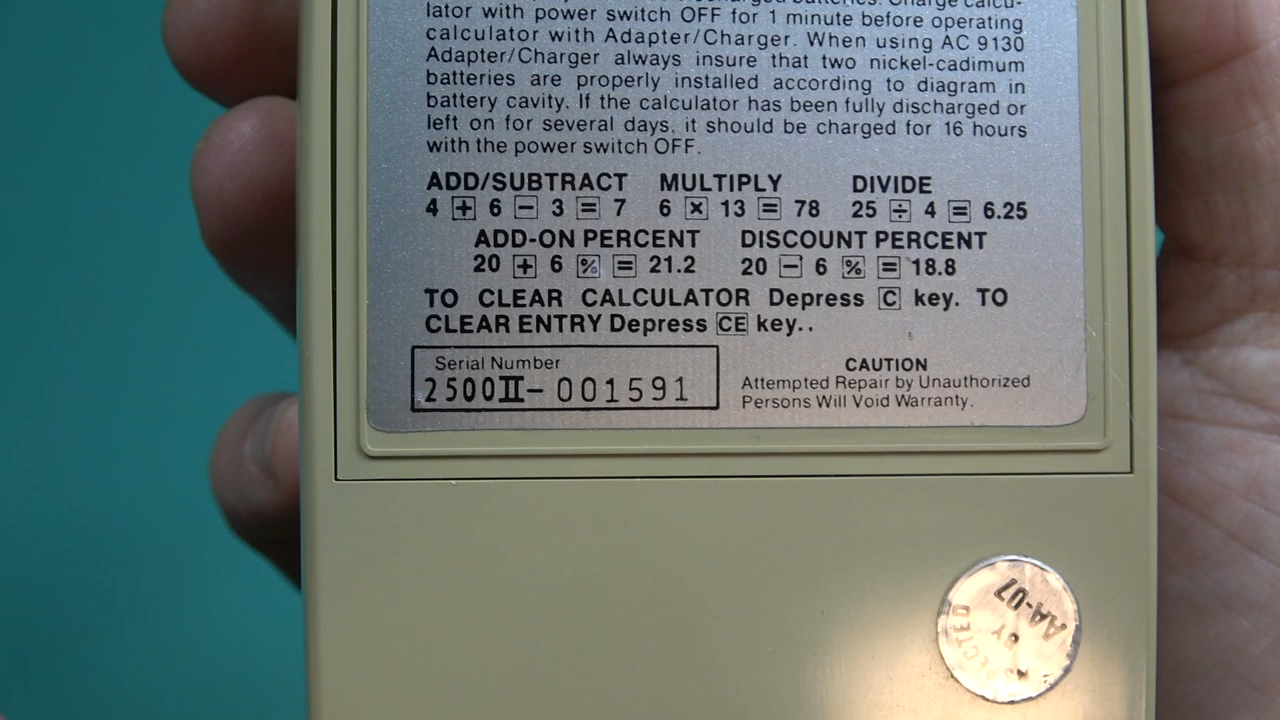 discharged batteries. Charge calcu-
lator with power switch OFF for 1 minute before operating
calculator with Adapter/Charger. When using AC 9130
Adapter/Charger always insure that two nickel-cadimum
batteries are properly installed according to diagram in
battery cavity. If the calculator has been fully discharged or
left on for several days, it should be charged for 16 hours
with the power switch OFF.
ADD/SUBTRACT MULTIPLY DIVIDE
4 + 6 − 3 = 7 6 × 13 = 78 25 ÷ 4 = 6.25
ADD-ON PERCENT DISCOUNT PERCENT
20 + 6 % = 21.2 20 − 6 % = 18.8
TO CLEAR CALCULATOR Depress C key. TO
CLEAR ENTRY Depress CE key..
Serial Number
2500II-001591
CAUTION
Attempted Repair by Unauthorized
Persons Will Void Warranty.
BY
AA-07